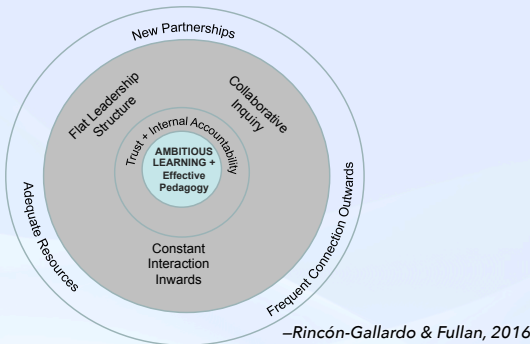 New Partnerships
Flat Leadership
Structure
Collaborative
Inquiry
Trust + Internal Accountability
AMBITIOUS
LEARNING +
Effective
Pedagogy
Adequate Resources
Constant
Interaction
Inwards
Frequent Connection Outwards
–Rincón-Gallardo & Fullan, 2016